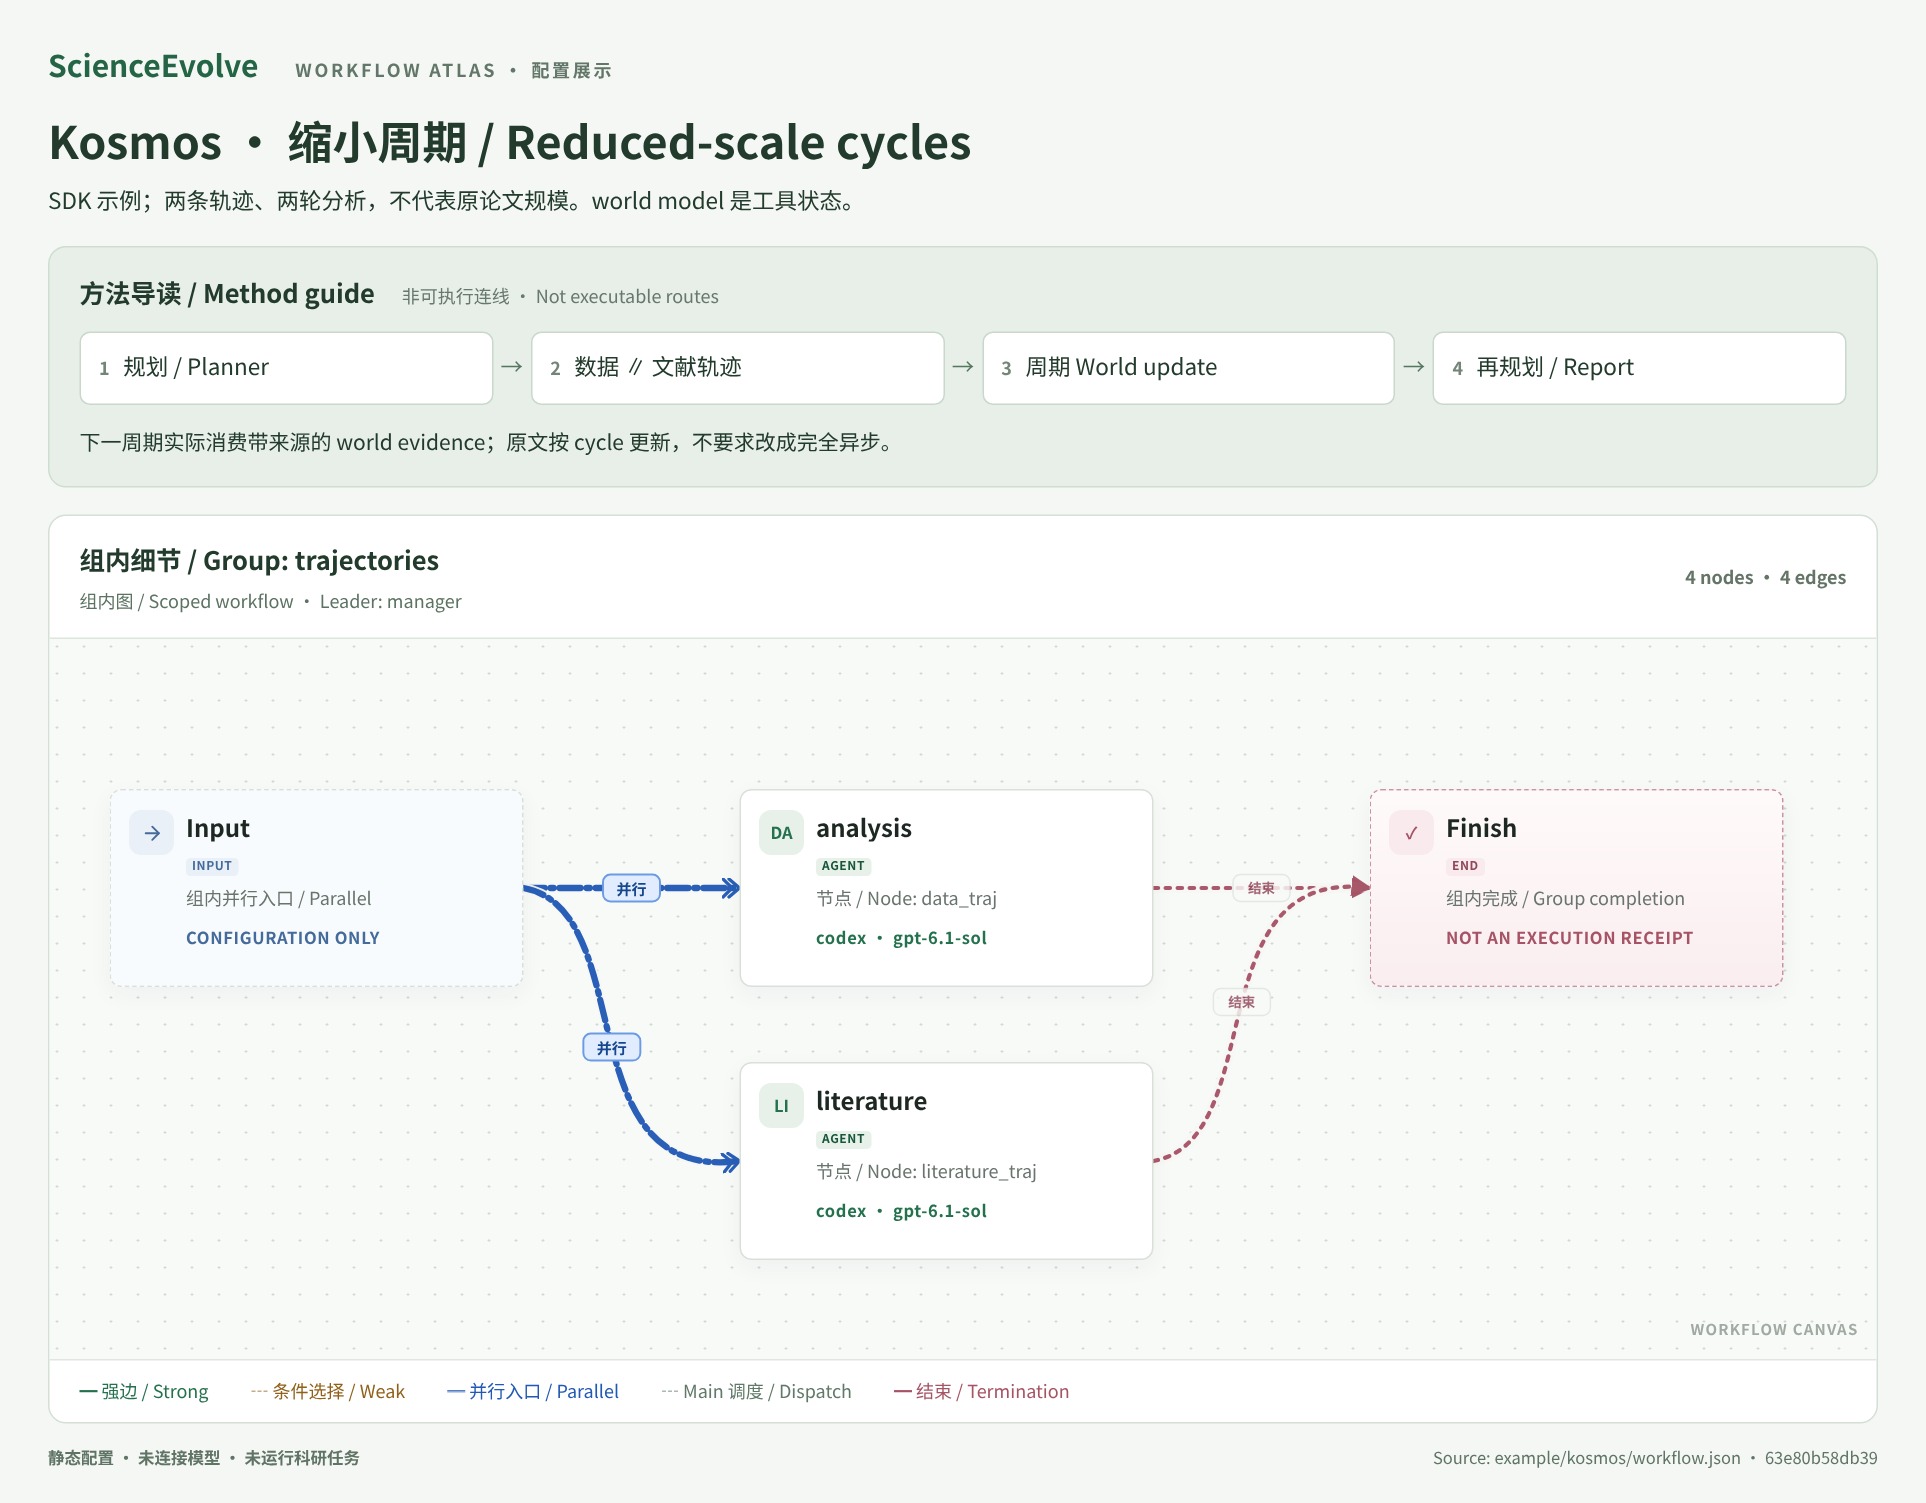 ScienceEvolve WORKFLOW ATLAS · 配置展示
Kosmos · 缩小周期 / Reduced-scale cycles
SDK 示例；两条轨迹、两轮分析，不代表原论文规模。world model 是工具状态。
方法导读 / Method guide 非可执行连线 · Not executable routes
1 规划 / Planner → 2 数据 ∥ 文献轨迹 → 3 周期 World update → 4 再规划 / Report
下一周期实际消费带来源的 world evidence；原文按 cycle 更新，不要求改成完全异步。
组内细节 / Group: trajectories
4 nodes · 4 edges
组内图 / Scoped workflow · Leader: manager
→ Input
INPUT
组内并行入口 / Parallel
CONFIGURATION ONLY
并行
并行
DA analysis
AGENT
节点 / Node: data_traj
codex · gpt-6.1-sol
结束
结束
✓ Finish
END
组内完成 / Group completion
NOT AN EXECUTION RECEIPT
LI literature
AGENT
节点 / Node: literature_traj
codex · gpt-6.1-sol
WORKFLOW CANVAS
强边 / Strong 条件选择 / Weak 并行入口 / Parallel Main 调度 / Dispatch 结束 / Termination
静态配置 · 未连接模型 · 未运行科研任务
Source: example/kosmos/workflow.json · 63e80b58db39